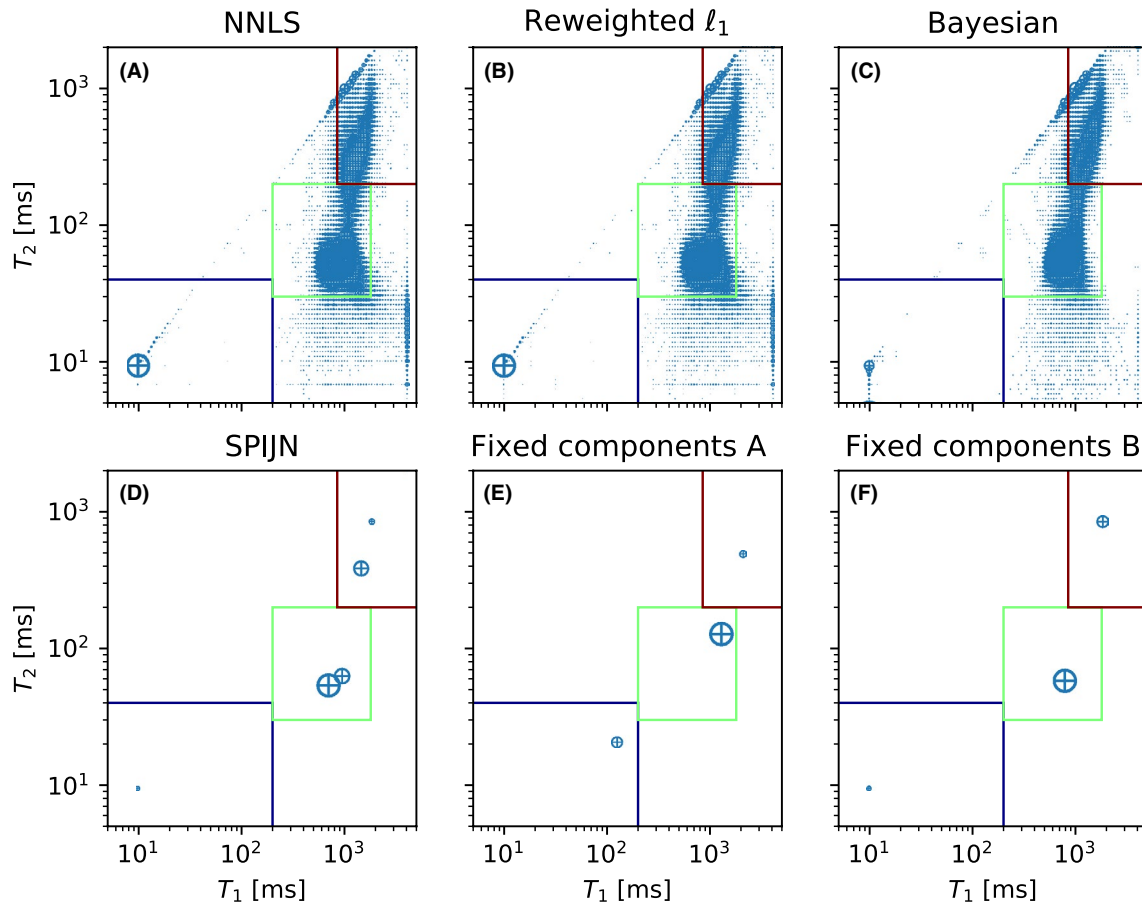 NNLS
Reweighted ℓ₁
Bayesian
(A)
(B)
(C)
10³
10²
10¹
T₂ [ms]
SPIJN
Fixed components A
Fixed components B
(D)
(E)
(F)
10³
10²
10¹
T₂ [ms]
10¹ 10² 10³
10¹ 10² 10³
10¹ 10² 10³
T₁ [ms]
T₁ [ms]
T₁ [ms]